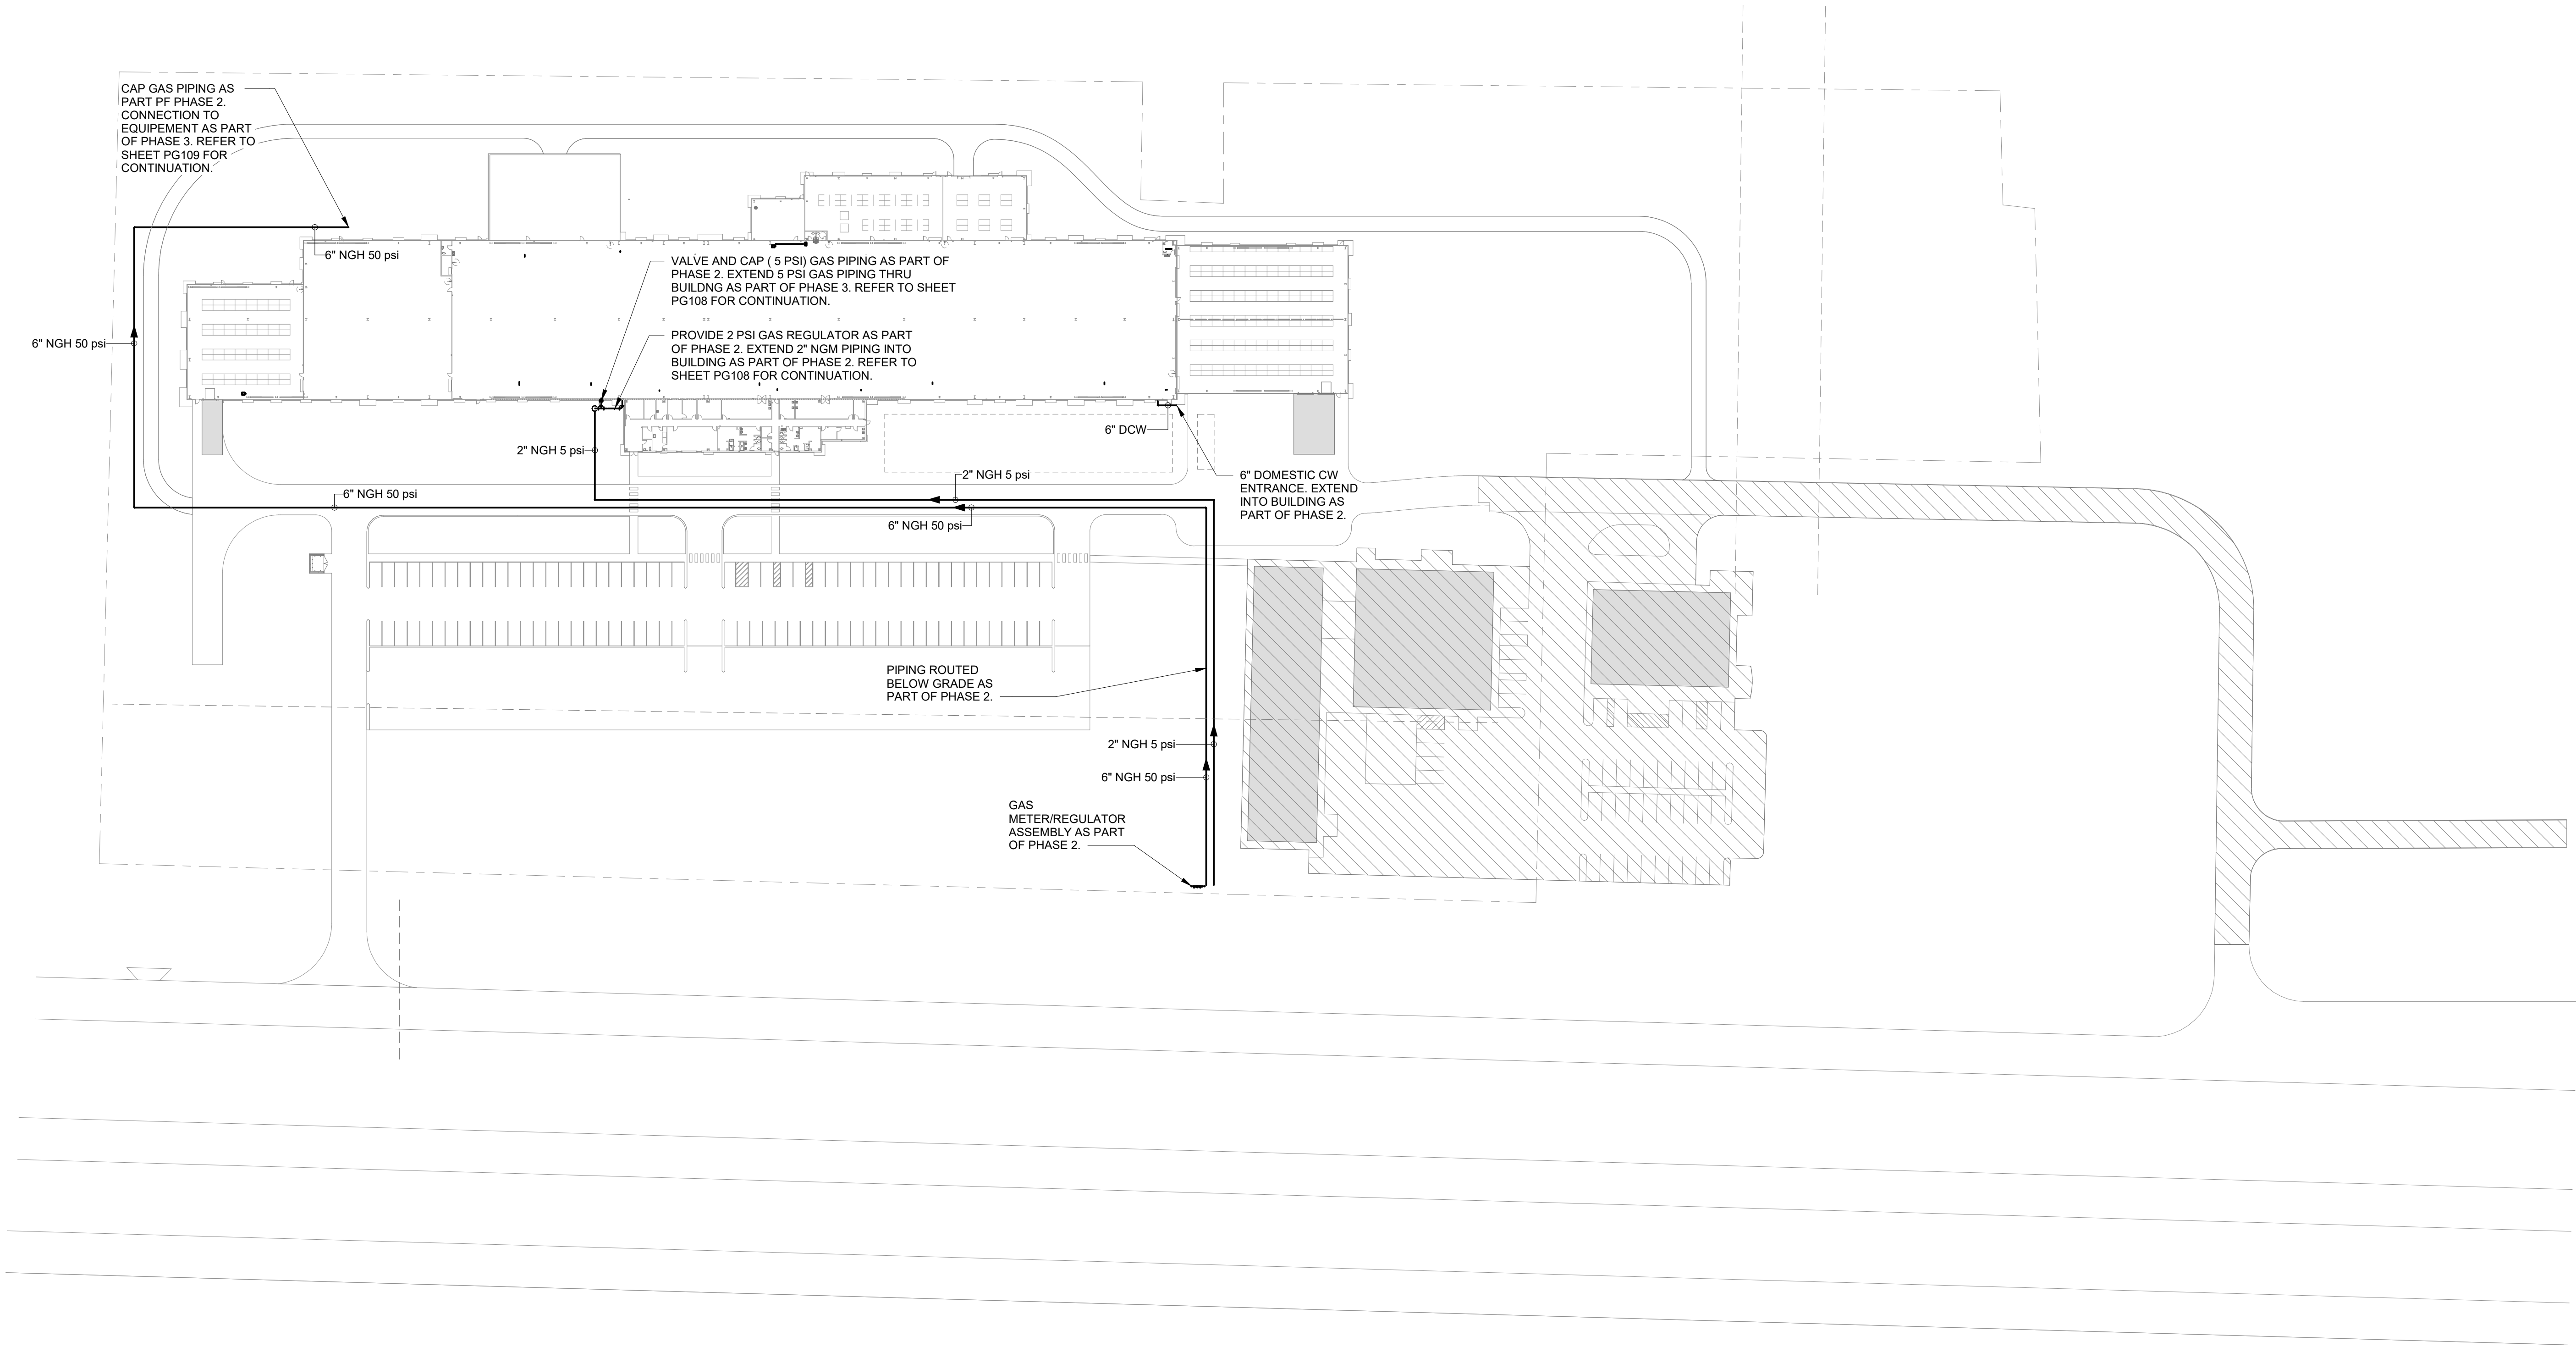 CAP GAS PIPING AS
PART PF PHASE 2.
CONNECTION TO
EQUIPEMENT AS PART
OF PHASE 3. REFER TO
SHEET PG109 FOR
CONTINUATION.
6" NGH 50 psi
VALVE AND CAP ( 5 PSI) GAS PIPING AS PART OF
PHASE 2. EXTEND 5 PSI GAS PIPING THRU
BUILDNG AS PART OF PHASE 3. REFER TO SHEET
PG108 FOR CONTINUATION.
6" NGH 50 psi
PROVIDE 2 PSI GAS REGULATOR AS PART
OF PHASE 2. EXTEND 2" NGM PIPING INTO
BUILDING AS PART OF PHASE 2. REFER TO
SHEET PG108 FOR CONTINUATION.
6" DCW
2" NGH 5 psi
2" NGH 5 psi
6" DOMESTIC CW
ENTRANCE. EXTEND
INTO BUILDING AS
PART OF PHASE 2.
6" NGH 50 psi
6" NGH 50 psi
PIPING ROUTED
BELOW GRADE AS
PART OF PHASE 2.
2" NGH 5 psi
6" NGH 50 psi
GAS
METER/REGULATOR
ASSEMBLY AS PART
OF PHASE 2.